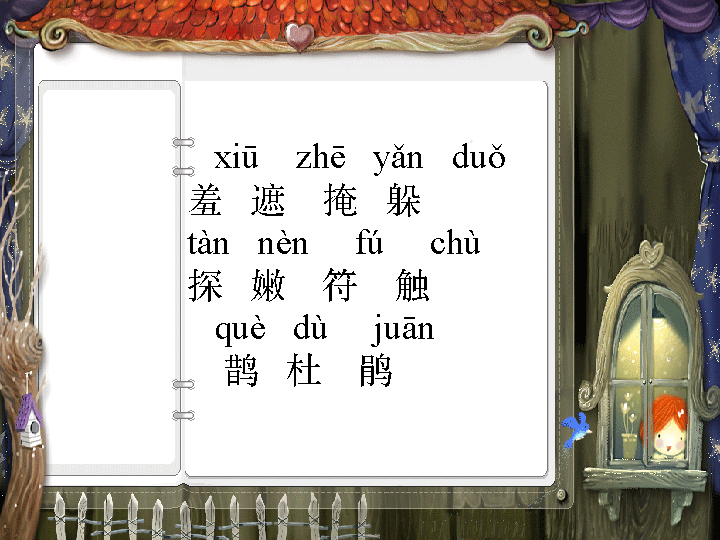 xiū zhē yǎn duǒ
羞 遮 掩 躲
tàn nèn fú chù
探 嫩 符 触
què dù juān
鹊 杜 鹃